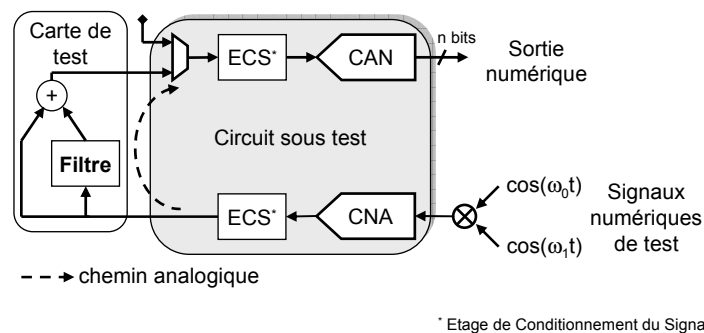 Carte de
test
+
Filtre
ECS*
CAN
n bits
Sortie
numérique
Circuit sous test
ECS*
CNA
cos(ω₀t)
cos(ω₁t)
Signaux
numériques
de test
chemin analogique
* Etage de Conditionnement du Signa